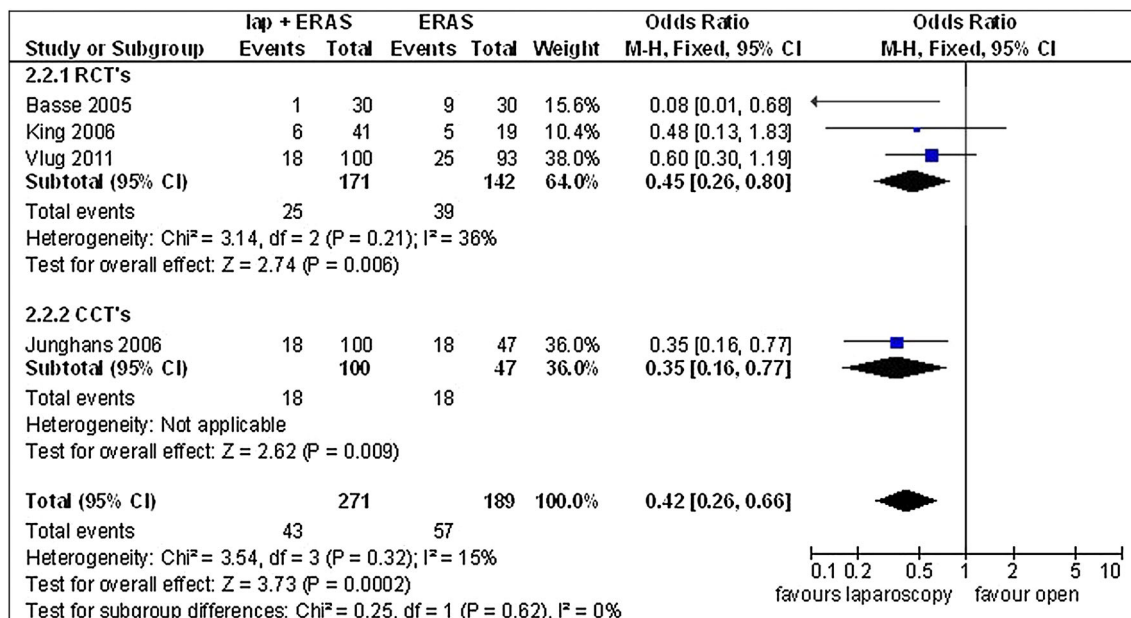 lap + ERAS ERAS Odds Ratio Odds Ratio
Study or Subgroup Events Total Events Total Weight M-H, Fixed, 95% CI M-H, Fixed, 95% CI
2.2.1 RCT's
Basse 2005 1 30 9 30 15.6% 0.08 [0.01, 0.68]
King 2006 6 41 5 19 10.4% 0.48 [0.13, 1.83]
Vlug 2011 18 100 25 93 38.0% 0.60 [0.30, 1.19]
Subtotal (95% CI) 171 142 64.0% 0.45 [0.26, 0.80]
Total events 25 39
Heterogeneity: Chi² = 3.14, df = 2 (P = 0.21); I² = 36%
Test for overall effect: Z = 2.74 (P = 0.006)
2.2.2 CCT's
Junghans 2006 18 100 18 47 36.0% 0.35 [0.16, 0.77]
Subtotal (95% CI) 100 47 36.0% 0.35 [0.16, 0.77]
Total events 18 18
Heterogeneity: Not applicable
Test for overall effect: Z = 2.62 (P = 0.009)
Total (95% CI) 271 189 100.0% 0.42 [0.26, 0.66]
Total events 43 57
Heterogeneity: Chi² = 3.54, df = 3 (P = 0.32); I² = 15%
Test for overall effect: Z = 3.73 (P = 0.0002)
Test for subgroup differences: Chi² = 0.25, df = 1 (P = 0.62), I² = 0%
0.1 0.2 0.5 1 2 5 10
favours laparoscopy favour open